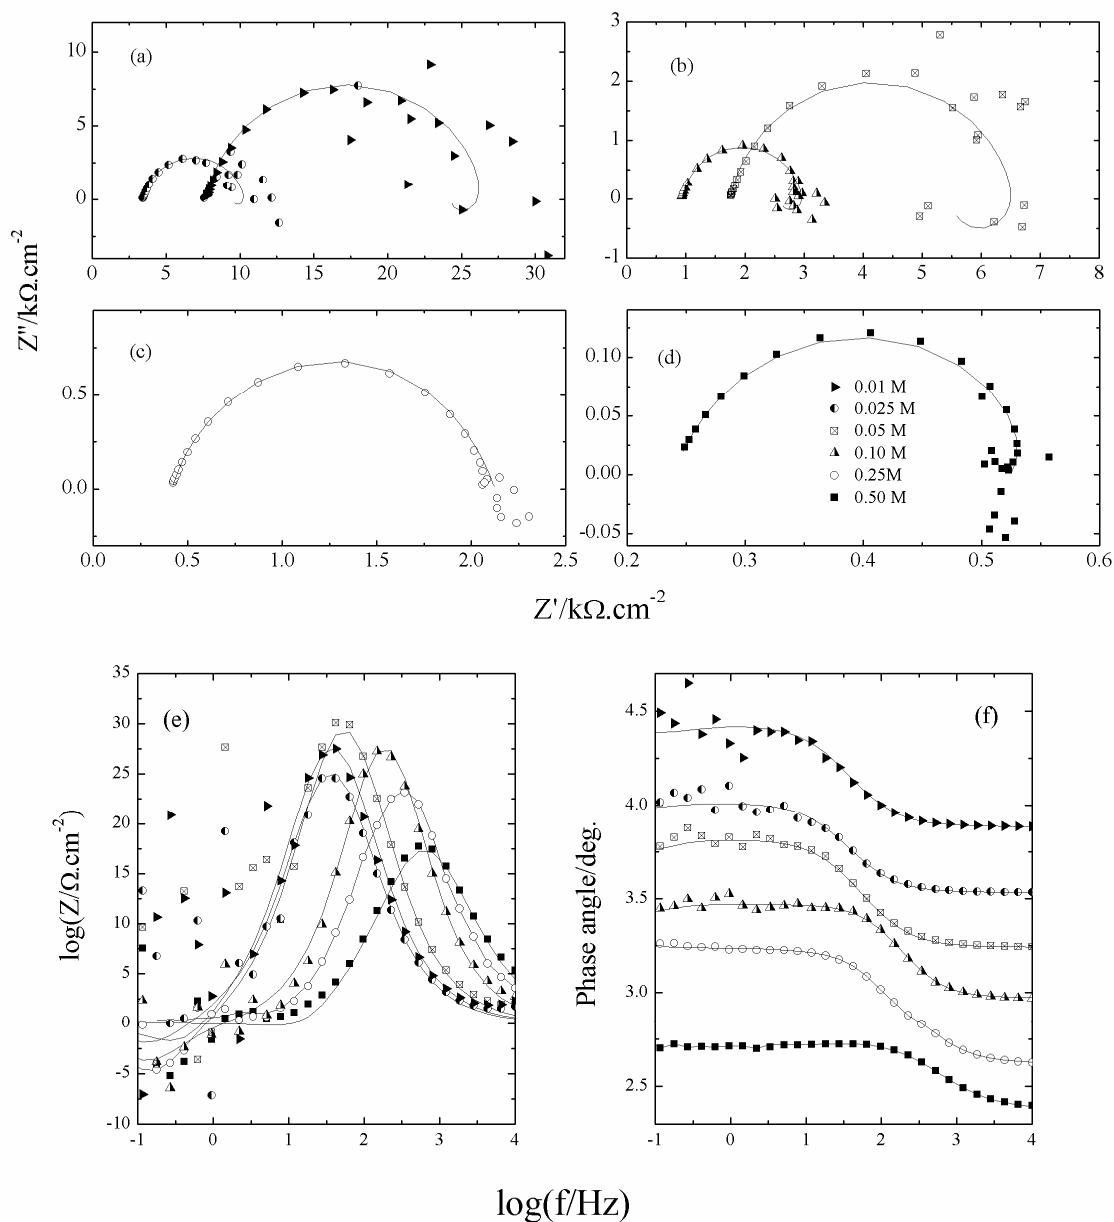 (a)
10
5
0
0 5 10 15 20 25 30
(b)
3
2
1
0
-1
0 1 2 3 4 5 6 7 8
Z''/kΩ.cm-2
(c)
0.5
0.0
0.0 0.5 1.0 1.5 2.0 2.5
(d)
0.10
0.05
0.00
-0.05
0.01 M
0.025 M
0.05 M
0.10 M
0.25M
0.50 M
0.2 0.3 0.4 0.5 0.6
Z'/kΩ.cm-2
(e)
35
30
25
20
15
10
5
0
-5
-10
log(Z/Ω.cm-2)
-1 0 1 2 3 4
(f)
4.5
4.0
3.5
3.0
2.5
Phase angle/deg.
-1 0 1 2 3 4
log(f/Hz)